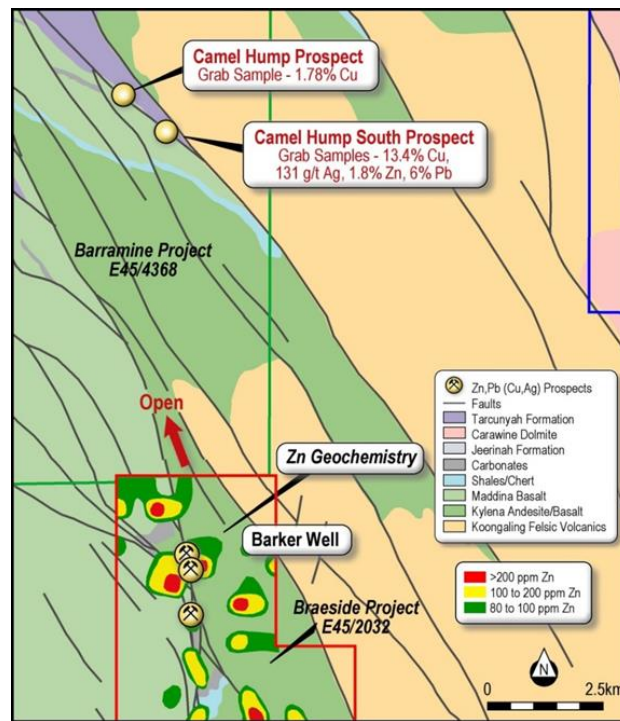 Camel Hump Prospect
Grab Sample - 1.78% Cu
Camel Hump South Prospect
Grab Samples - 13.4% Cu,
131 g/t Ag, 1.8% Zn, 6% Pb
Barramine Project
E45/4368
Open
Zn Geochemistry
Barker Well
Braeside Project
E45/2032
Zn,Pb (Cu,Ag) Prospects
Faults
Tarcunyah Formation
Carawine Dolmite
Jeerinah Formation
Carbonates
Shales/Chert
Maddina Basalt
Kylena Andesite/Basalt
Koongaling Felsic Volcanics
>200 ppm Zn
100 to 200 ppm Zn
80 to 100 ppm Zn
N
0 2.5km